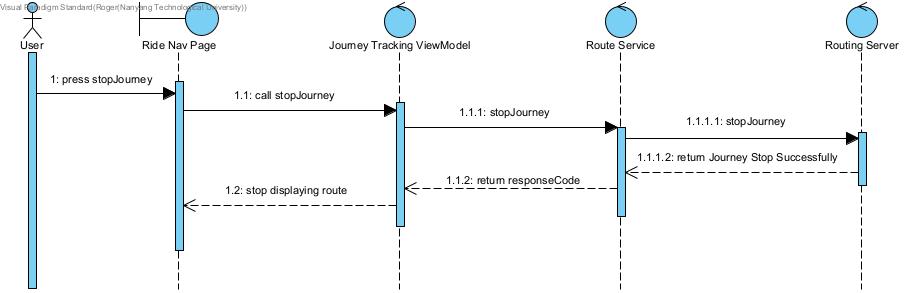 Visual Paradigm Standard(Roger(Nanyang Technological University))
User
Ride Nav Page
Journey Tracking ViewModel
Route Service
Routing Server
1: press stopJourney
1.1: call stopJourney
1.1.1: stopJourney
1.1.1.1: stopJourney
1.1.1.2: return Journey Stop Successfully
1.1.2: return responseCode
1.2: stop displaying route